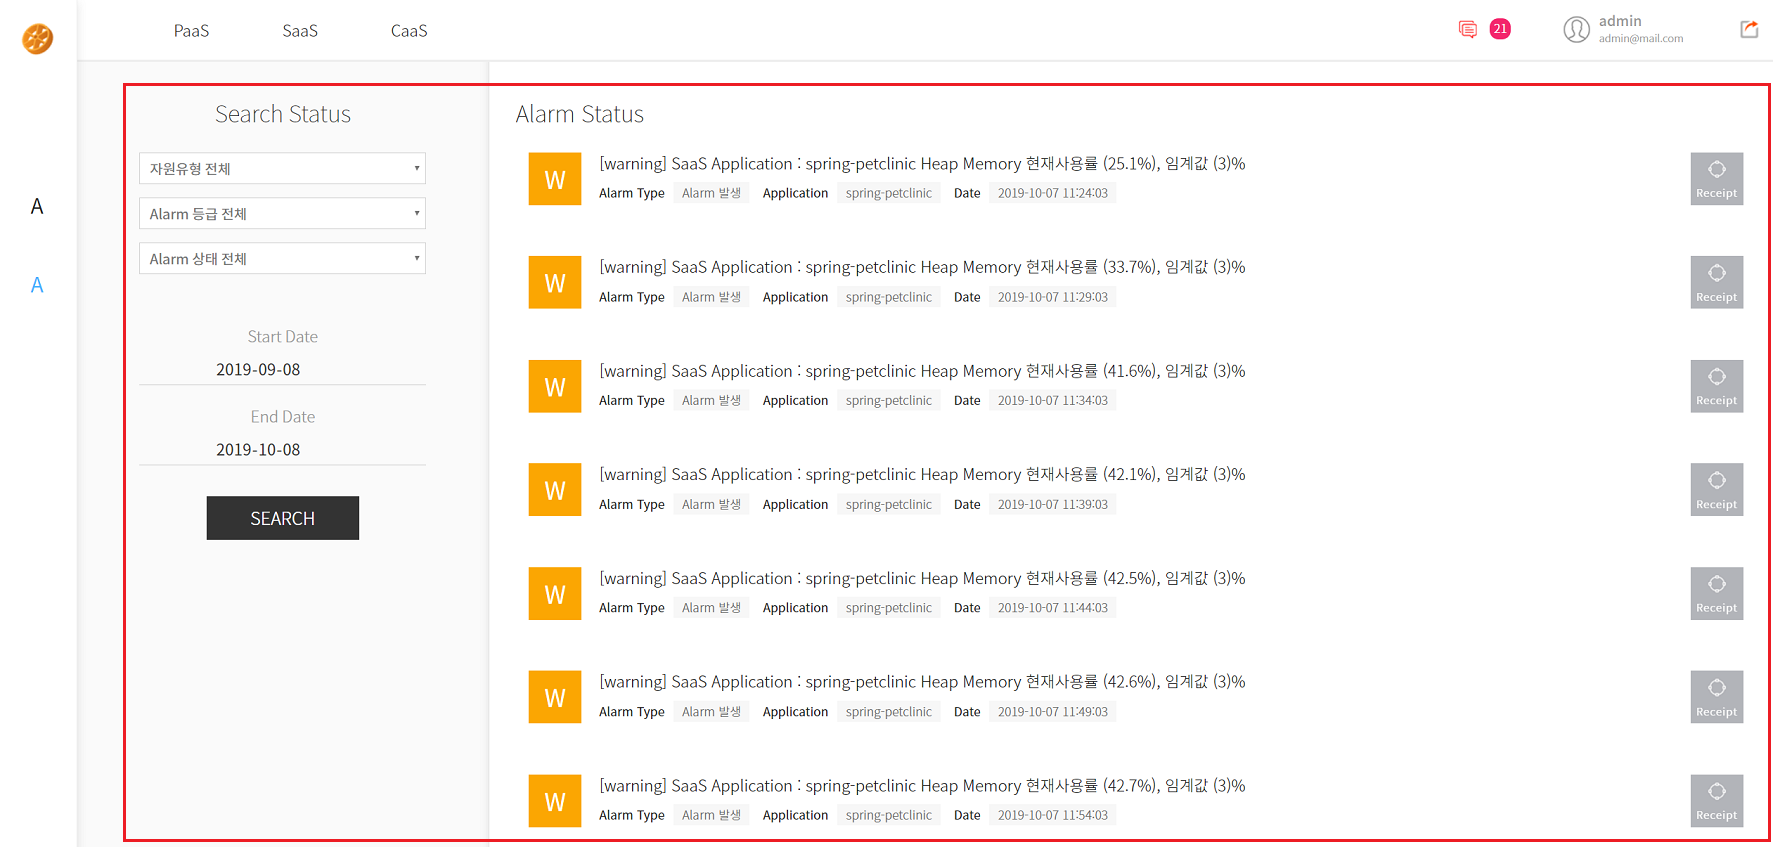 PaaS SaaS CaaS 21 admin
admin@mail.com
A
A
Search Status
자원유형 전체
Alarm 등급 전체
Alarm 상태 전체
Start Date
2019-09-08
End Date
2019-10-08
SEARCH
Alarm Status
W
[warning] SaaS Application : spring-petclinic Heap Memory 현재사용률 (25.1%), 임계값 (3)%
Alarm Type Alarm 발생 Application spring-petclinic Date 2019-10-07 11:24:03
Receipt
W
[warning] SaaS Application : spring-petclinic Heap Memory 현재사용률 (33.7%), 임계값 (3)%
Alarm Type Alarm 발생 Application spring-petclinic Date 2019-10-07 11:29:03
Receipt
W
[warning] SaaS Application : spring-petclinic Heap Memory 현재사용률 (41.6%), 임계값 (3)%
Alarm Type Alarm 발생 Application spring-petclinic Date 2019-10-07 11:34:03
Receipt
W
[warning] SaaS Application : spring-petclinic Heap Memory 현재사용률 (42.1%), 임계값 (3)%
Alarm Type Alarm 발생 Application spring-petclinic Date 2019-10-07 11:39:03
Receipt
W
[warning] SaaS Application : spring-petclinic Heap Memory 현재사용률 (42.5%), 임계값 (3)%
Alarm Type Alarm 발생 Application spring-petclinic Date 2019-10-07 11:44:03
Receipt
W
[warning] SaaS Application : spring-petclinic Heap Memory 현재사용률 (42.6%), 임계값 (3)%
Alarm Type Alarm 발생 Application spring-petclinic Date 2019-10-07 11:49:03
Receipt
W
[warning] SaaS Application : spring-petclinic Heap Memory 현재사용률 (42.7%), 임계값 (3)%
Alarm Type Alarm 발생 Application spring-petclinic Date 2019-10-07 11:54:03
Receipt